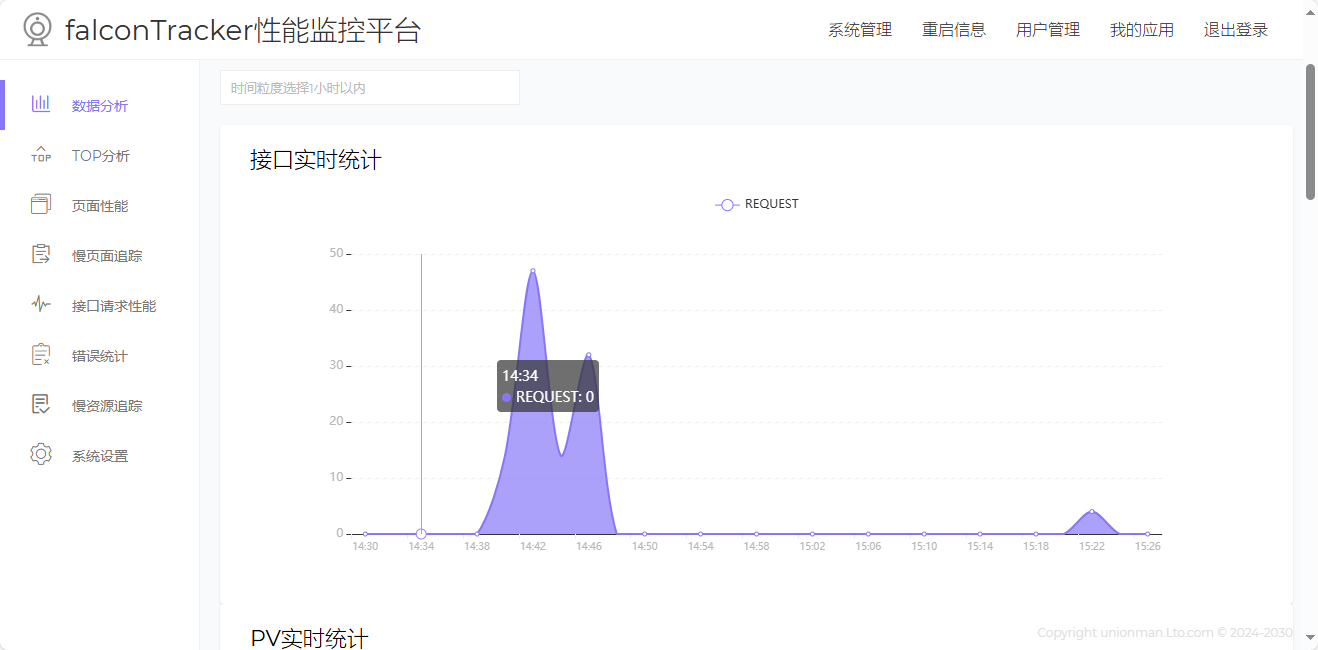 falconTracker性能监控平台
系统管理 重启信息 用户管理 我的应用 退出登录
数据分析
TOP分析
页面性能
慢页面追踪
接口请求性能
错误统计
慢资源追踪
系统设置
时间粒度选择1小时以内
接口实时统计
REQUEST
50
40
30
20
10
0
14:34
REQUEST: 0
14:30 14:34 14:38 14:42 14:46 14:50 14:54 14:58 15:02 15:06 15:10 15:14 15:18 15:22 15:26
PV实时统计
Copyright unionman.Lto.com © 2024-2030